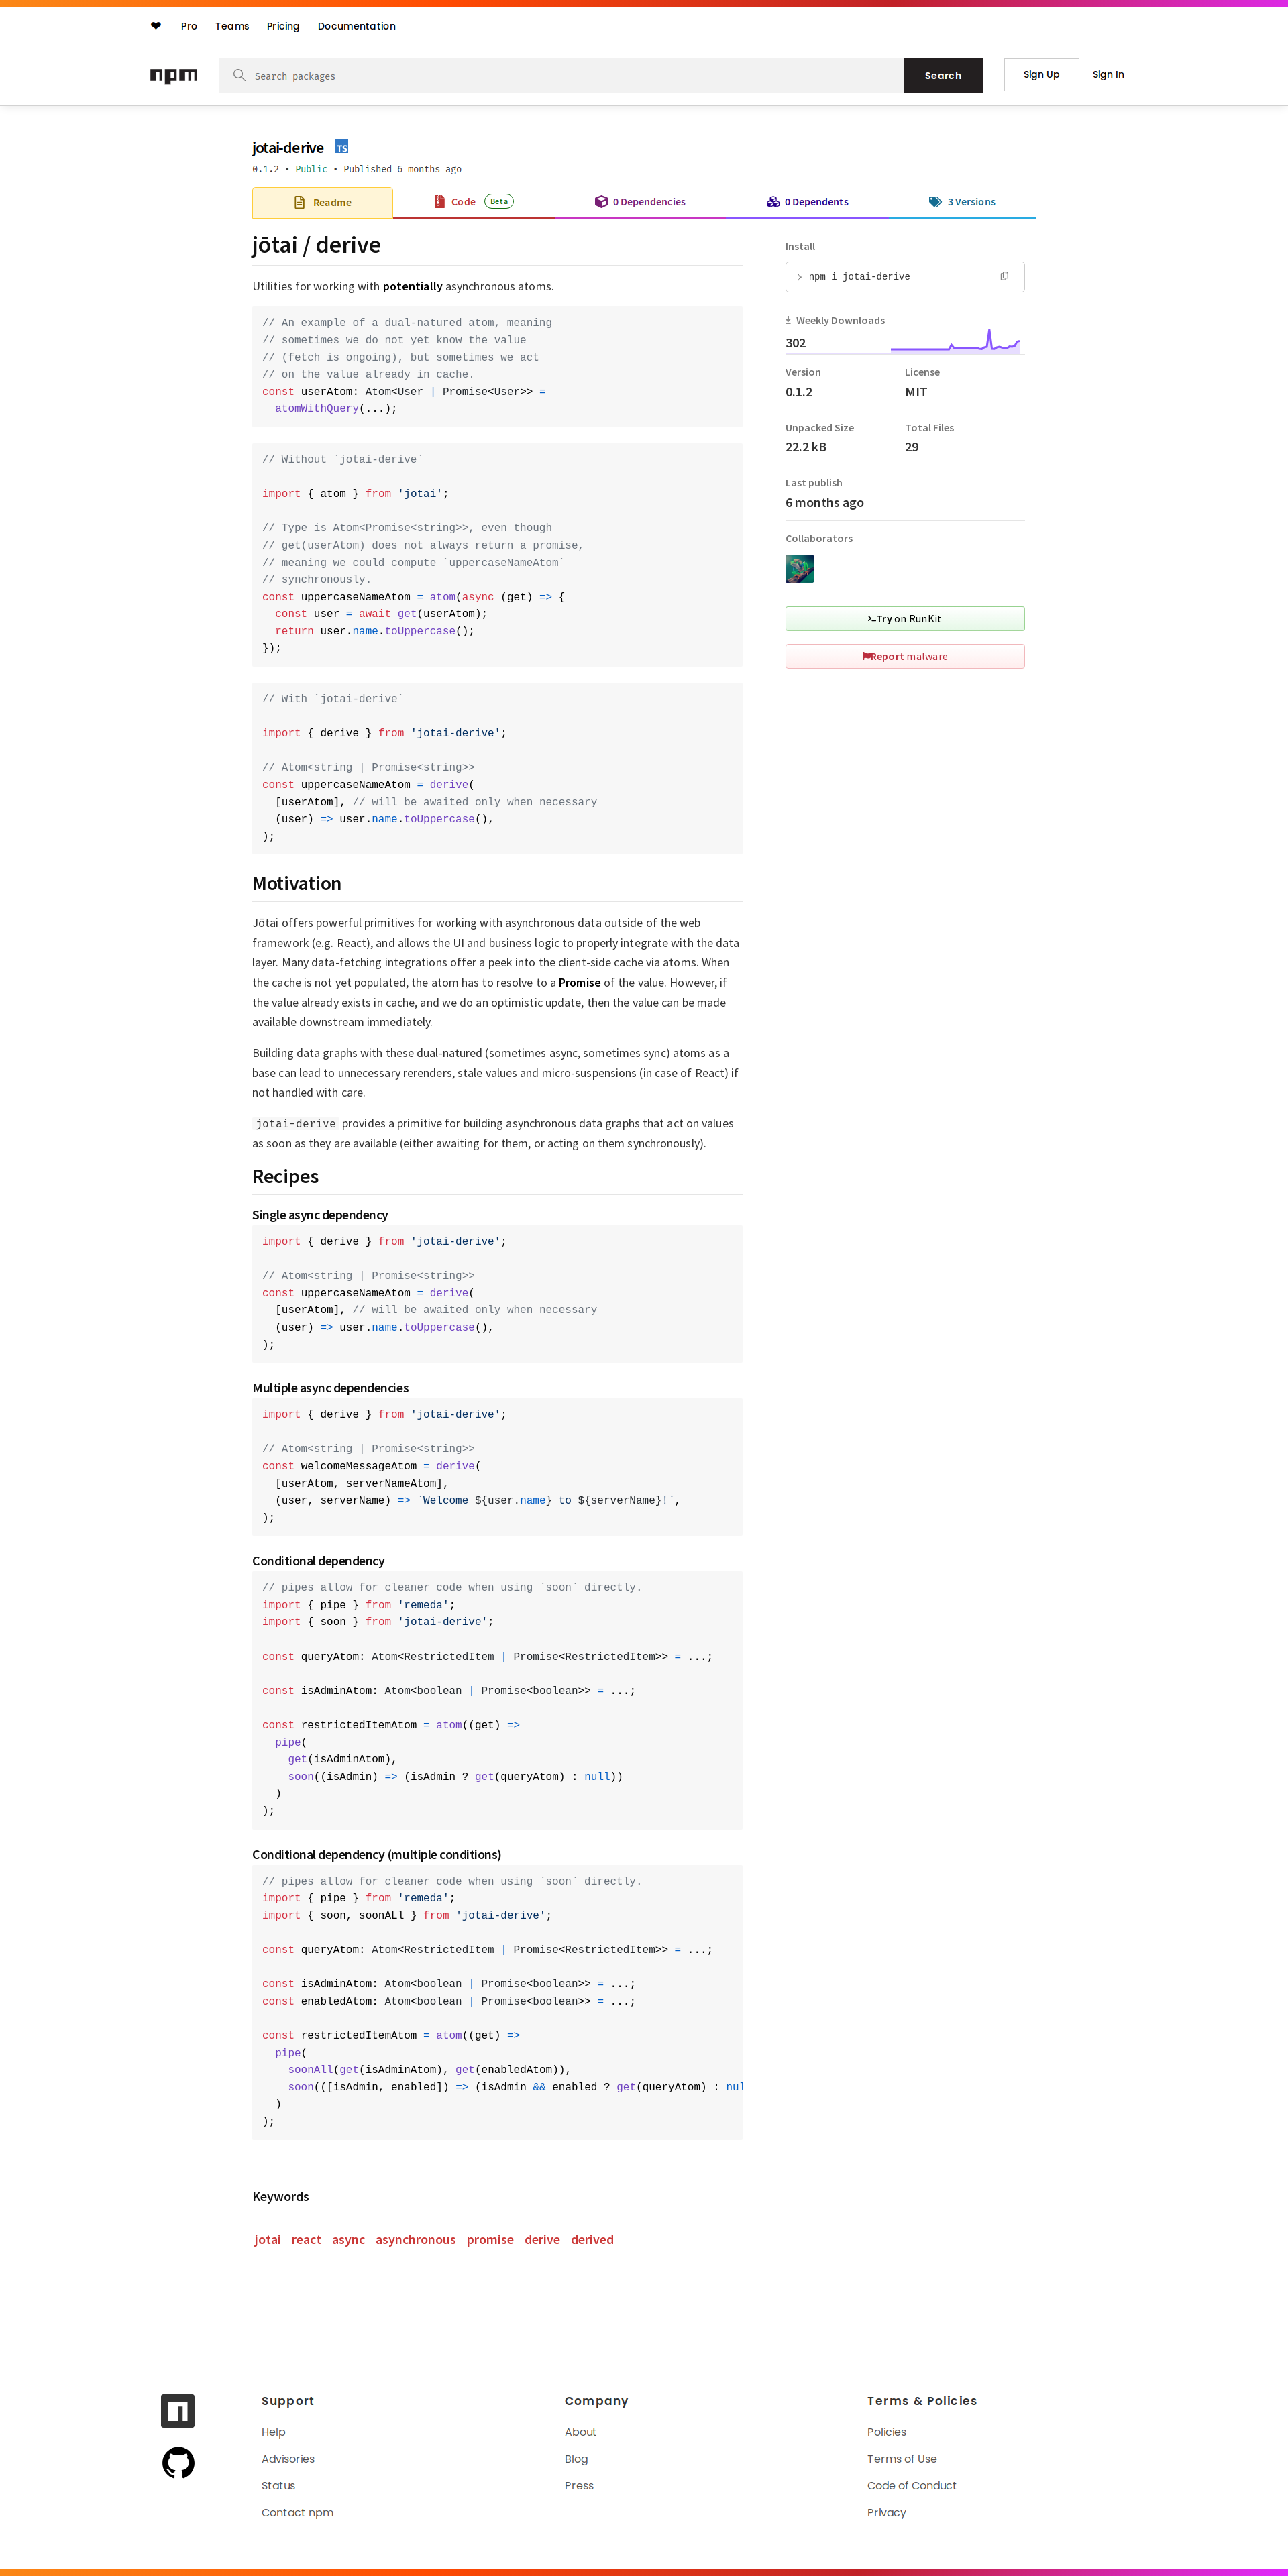 ❤
Pro Teams Pricing Documentation
npm Search packages Search Sign Up Sign In
jotai-derive TS
0.1.2 • Public • Published 6 months ago
Readme Code Beta 0 Dependencies 0 Dependents 3 Versions
jōtai / derive
Utilities for working with potentially asynchronous atoms.
// An example of a dual-natured atom, meaning
// sometimes we do not yet know the value
// (fetch is ongoing), but sometimes we act
// on the value already in cache.
const userAtom: Atom<User | Promise<User>> =
  atomWithQuery(...);
// Without `jotai-derive`
import { atom } from 'jotai';
// Type is Atom<Promise<string>>, even though
// get(userAtom) does not always return a promise,
// meaning we could compute `uppercaseNameAtom`
// synchronously.
const uppercaseNameAtom = atom(async (get) => {
  const user = await get(userAtom);
  return user.name.toUppercase();
});
// With `jotai-derive`
import { derive } from 'jotai-derive';
// Atom<string | Promise<string>>
const uppercaseNameAtom = derive(
  [userAtom], // will be awaited only when necessary
  (user) => user.name.toUppercase(),
);
Motivation
Jōtai offers powerful primitives for working with asynchronous data outside of the web
framework (e.g. React), and allows the UI and business logic to properly integrate with the data
layer. Many data-fetching integrations offer a peek into the client-side cache via atoms. When
the cache is not yet populated, the atom has to resolve to a Promise of the value. However, if
the value already exists in cache, and we do an optimistic update, then the value can be made
available downstream immediately.
Building data graphs with these dual-natured (sometimes async, sometimes sync) atoms as a
base can lead to unnecessary rerenders, stale values and micro-suspensions (in case of React) if
not handled with care.
jotai-derive provides a primitive for building asynchronous data graphs that act on values
as soon as they are available (either awaiting for them, or acting on them synchronously).
Recipes
Single async dependency
import { derive } from 'jotai-derive';
// Atom<string | Promise<string>>
const uppercaseNameAtom = derive(
  [userAtom], // will be awaited only when necessary
  (user) => user.name.toUppercase(),
);
Multiple async dependencies
import { derive } from 'jotai-derive';
// Atom<string | Promise<string>>
const welcomeMessageAtom = derive(
  [userAtom, serverNameAtom],
  (user, serverName) => `Welcome ${user.name} to ${serverName}!`,
);
Conditional dependency
// pipes allow for cleaner code when using `soon` directly.
import { pipe } from 'remeda';
import { soon } from 'jotai-derive';
const queryAtom: Atom<RestrictedItem | Promise<RestrictedItem>> = ...;
const isAdminAtom: Atom<boolean | Promise<boolean>> = ...;
const restrictedItemAtom = atom((get) =>
  pipe(
    get(isAdminAtom),
    soon((isAdmin) => (isAdmin ? get(queryAtom) : null))
  )
);
Conditional dependency (multiple conditions)
// pipes allow for cleaner code when using `soon` directly.
import { pipe } from 'remeda';
import { soon, soonALl } from 'jotai-derive';
const queryAtom: Atom<RestrictedItem | Promise<RestrictedItem>> = ...;
const isAdminAtom: Atom<boolean | Promise<boolean>> = ...;
const enabledAtom: Atom<boolean | Promise<boolean>> = ...;
const restrictedItemAtom = atom((get) =>
  pipe(
    soonAll(get(isAdminAtom), get(enabledAtom)),
    soon(([isAdmin, enabled]) => (isAdmin && enabled ? get(queryAtom) : nul
  )
);
Keywords
jotai react async asynchronous promise derive derived
Install
npm i jotai-derive
Weekly Downloads
302
Version License
0.1.2 MIT
Unpacked Size Total Files
22.2 kB 29
Last publish
6 months ago
Collaborators
Try on RunKit
Report malware
Support
Help
Advisories
Status
Contact npm
Company
About
Blog
Press
Terms & Policies
Policies
Terms of Use
Code of Conduct
Privacy